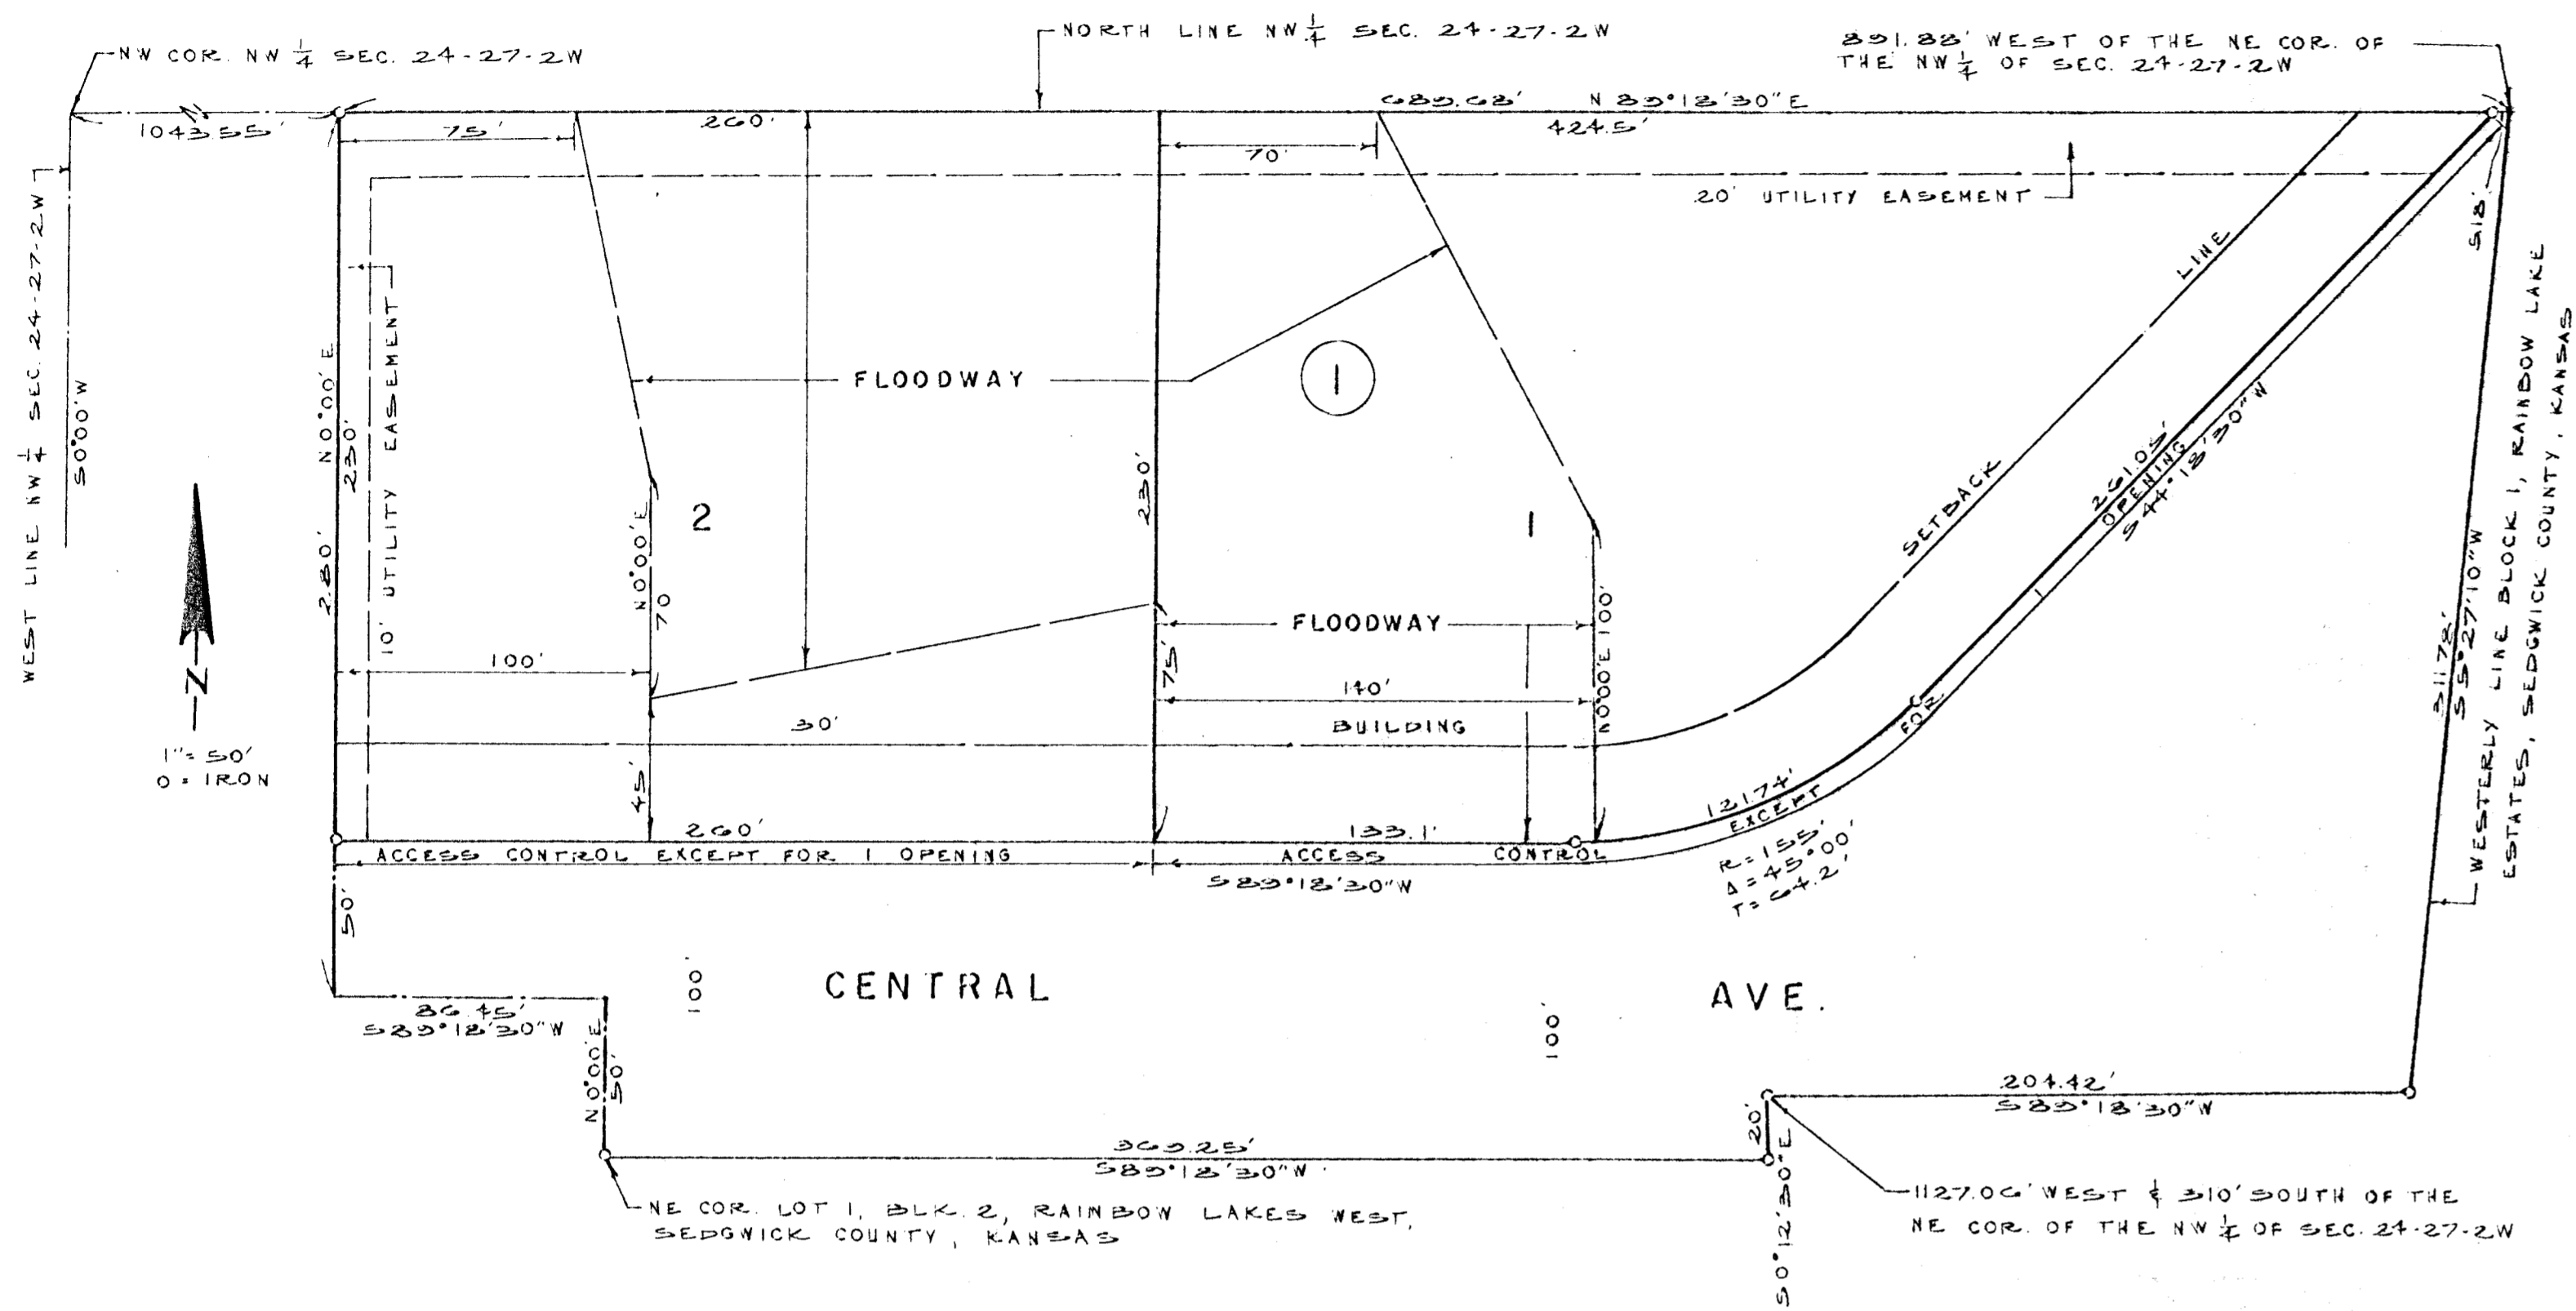 NW COR. NW 1/4 SEC. 24-27-2W
NORTH LINE NW 1/4 SEC. 24-27-2W
891.88' WEST OF THE NE COR. OF
THE NW 1/4 OF SEC. 24-27-2W
1043.55'
75'
260'
689.68' N 89°18'30" E
424.5'
70'
20' UTILITY EASEMENT
5.18'
WEST LINE NW 1/4 SEC. 24-27-2W
S0°00'W
N0°00'E
230'
280'
10' UTILITY EASEMENT
FLOODWAY
1
LINE
SETBACK
2
N0°00'E
70
230'
1
261.05'
OPENING
S 44°18'30" W
1
FOR
FLOODWAY
N0°00'E 100'
100'
75'
140'
30'
BUILDING
45'
N
1" = 50'
O = IRON
260'
133.1'
121.74'
EXCEPT
ACCESS CONTROL EXCEPT FOR 1 OPENING
ACCESS CONTROL
S89°18'30"W
R = 155'
Δ = 45°00'
T = 64.2'
311.78'
S5°27'10"W
WESTERLY LINE BLOCK 1, RAINBOW LAKE
ESTATES, SEDGWICK COUNTY, KANSAS
50'
CENTRAL AVE.
100'
100'
86.45'
S89°18'30"W
N0°00'E
50'
204.42'
S89°18'30"W
20'
S0°12'30"E
369.25'
S89°18'30"W
NE COR. LOT 1, BLK. 2, RAINBOW LAKES WEST,
SEDGWICK COUNTY, KANSAS
1127.06' WEST & 310' SOUTH OF THE
NE COR. OF THE NW 1/4 OF SEC. 24-27-2W